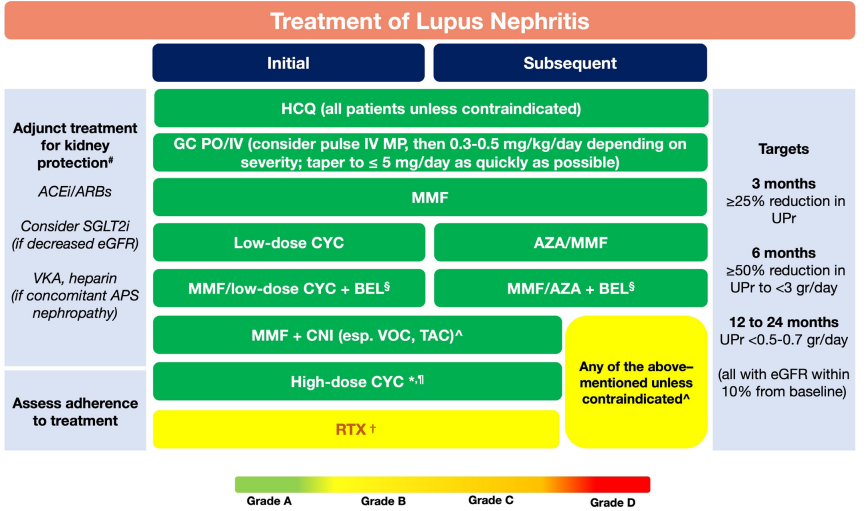 Treatment of Lupus Nephritis
Initial
Subsequent
Adjunct treatment
for kidney
protection#
ACEi/ARBs
Consider SGLT2i
(if decreased eGFR)
VKA, heparin
(if concomitant APS
nephropathy)
Assess adherence
to treatment
HCQ (all patients unless contraindicated)
GC PO/IV (consider pulse IV MP, then 0.3-0.5 mg/kg/day depending on
severity; taper to ≤ 5 mg/day as quickly as possible)
MMF
Low-dose CYC
AZA/MMF
MMF/low-dose CYC + BEL§
MMF/AZA + BEL§
MMF + CNI (esp. VOC, TAC)^
High-dose CYC *,¶
RTX †
Any of the above–
mentioned unless
contraindicated^
Targets
3 months
≥25% reduction in
UPr
6 months
≥50% reduction in
UPr to <3 gr/day
12 to 24 months
UPr <0.5-0.7 gr/day
(all with eGFR within
10% from baseline)
Grade A
Grade B
Grade C
Grade D